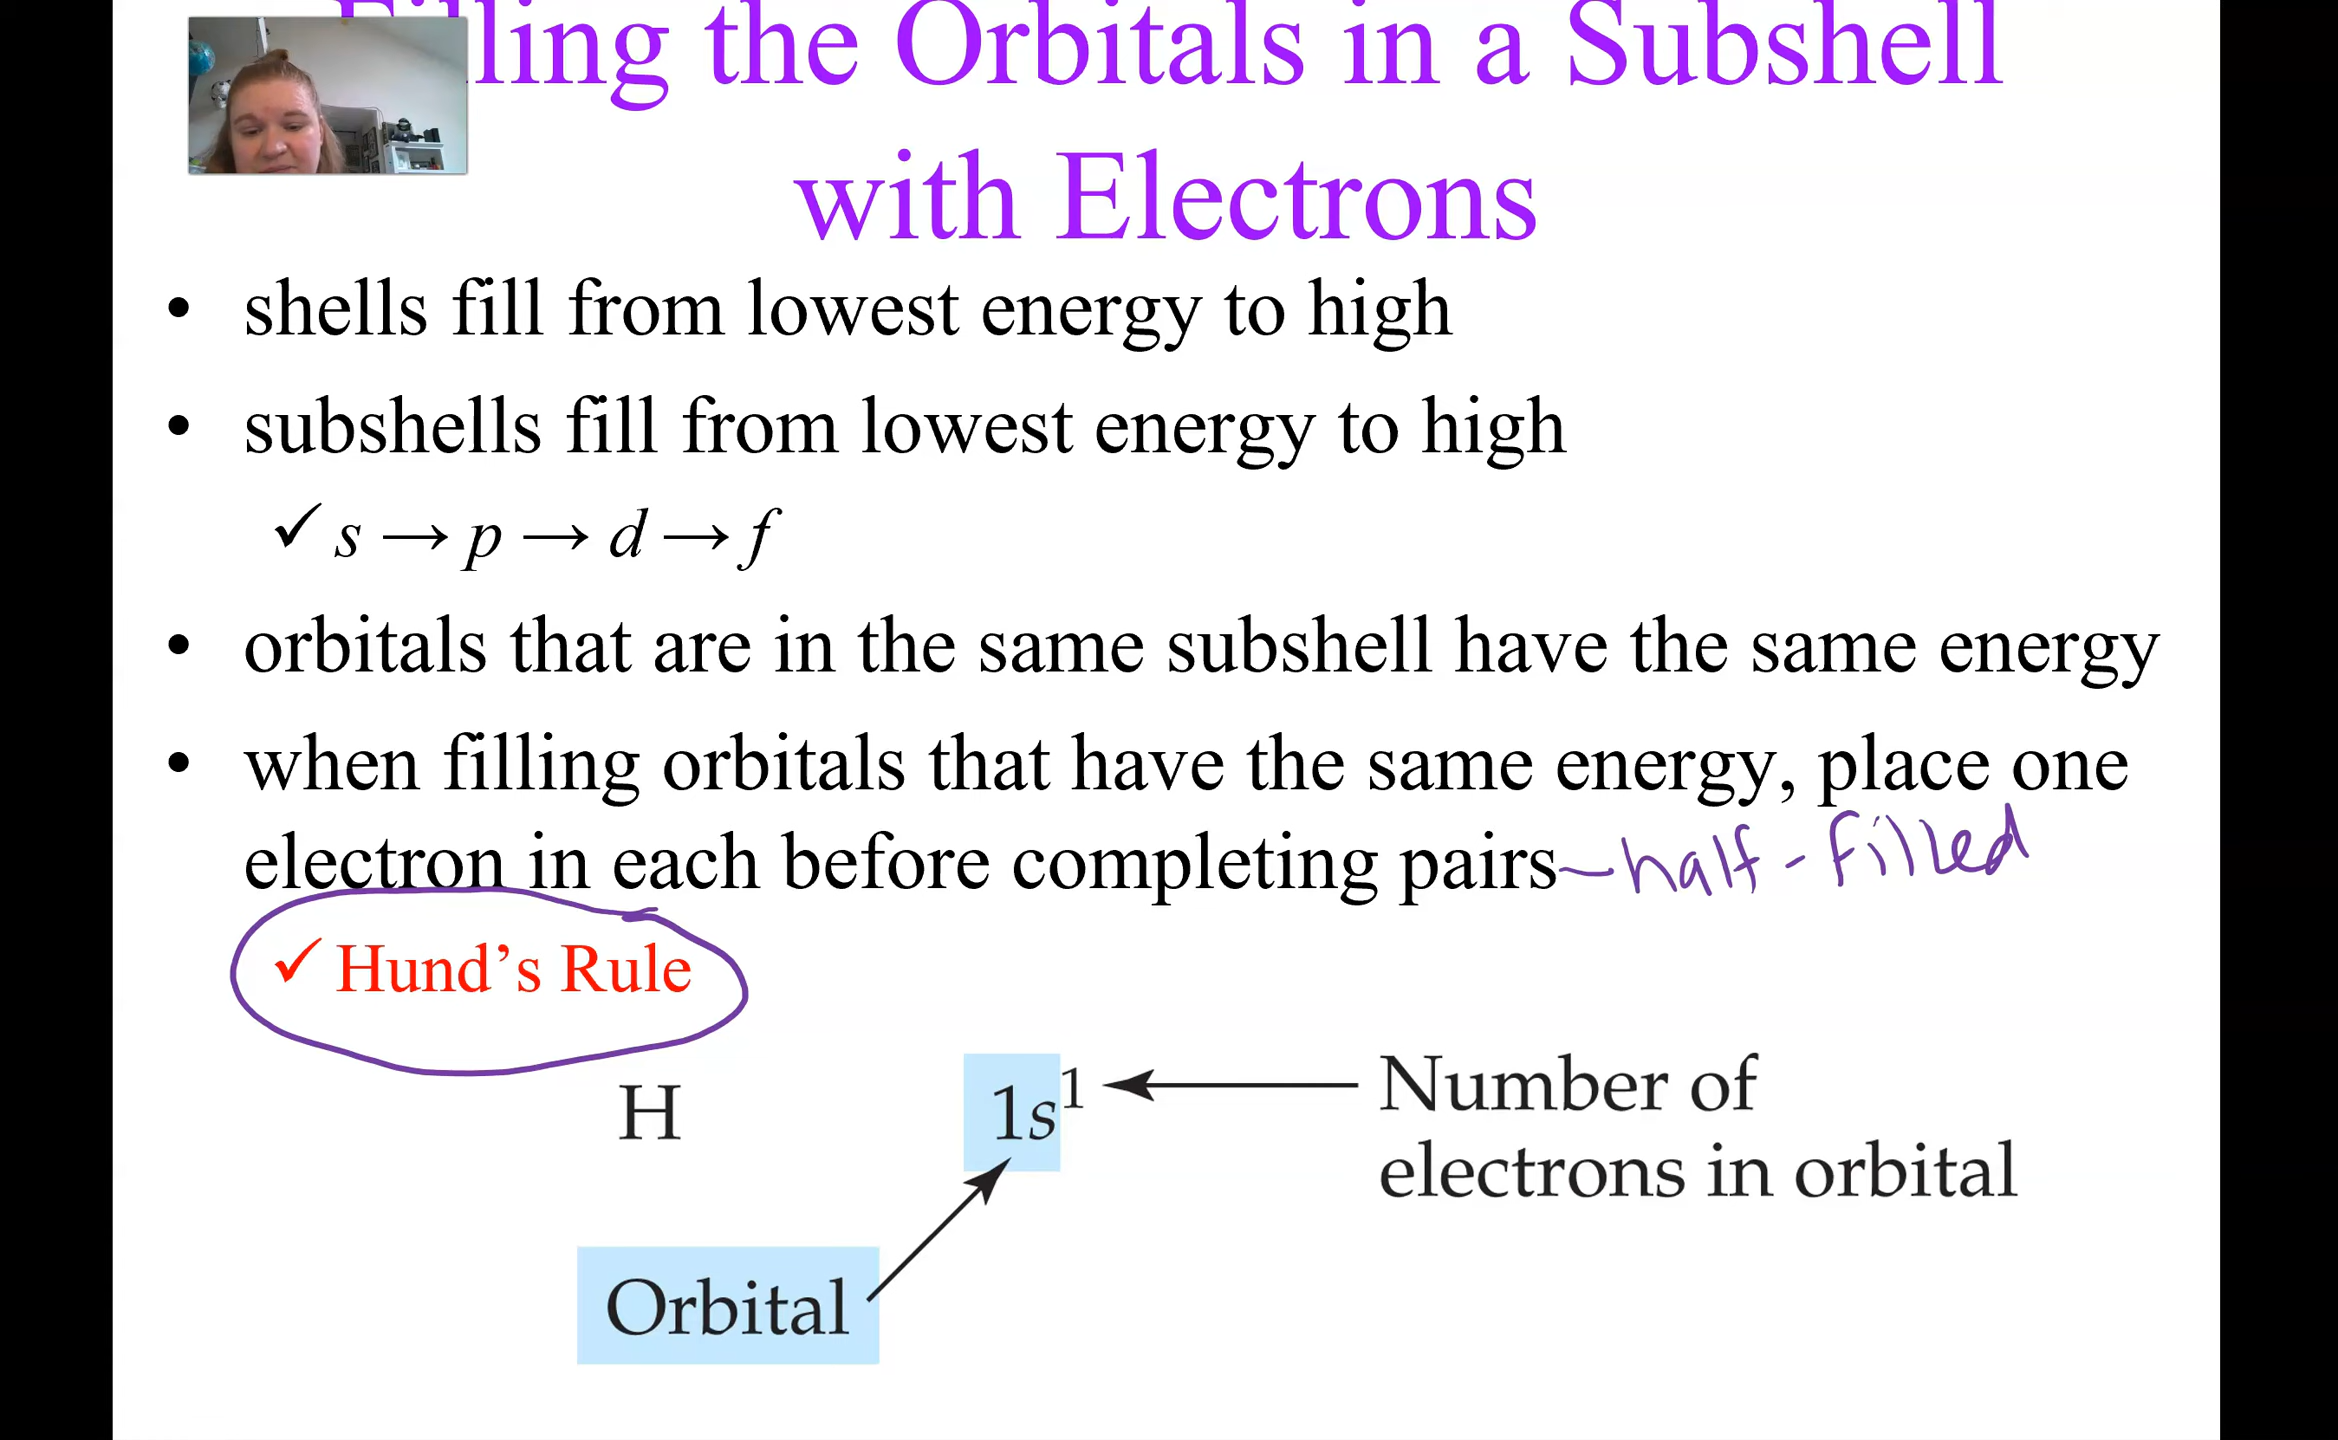 Filling the Orbitals in a Subshell
with Electrons
• shells fill from lowest energy to high
• subshells fill from lowest energy to high
✓ s → p → d → f
• orbitals that are in the same subshell have the same energy
• when filling orbitals that have the same energy, place one
electron in each before completing pairs – half-filled
✓ Hund's Rule
H 1s¹ Number of
electrons in orbital
Orbital